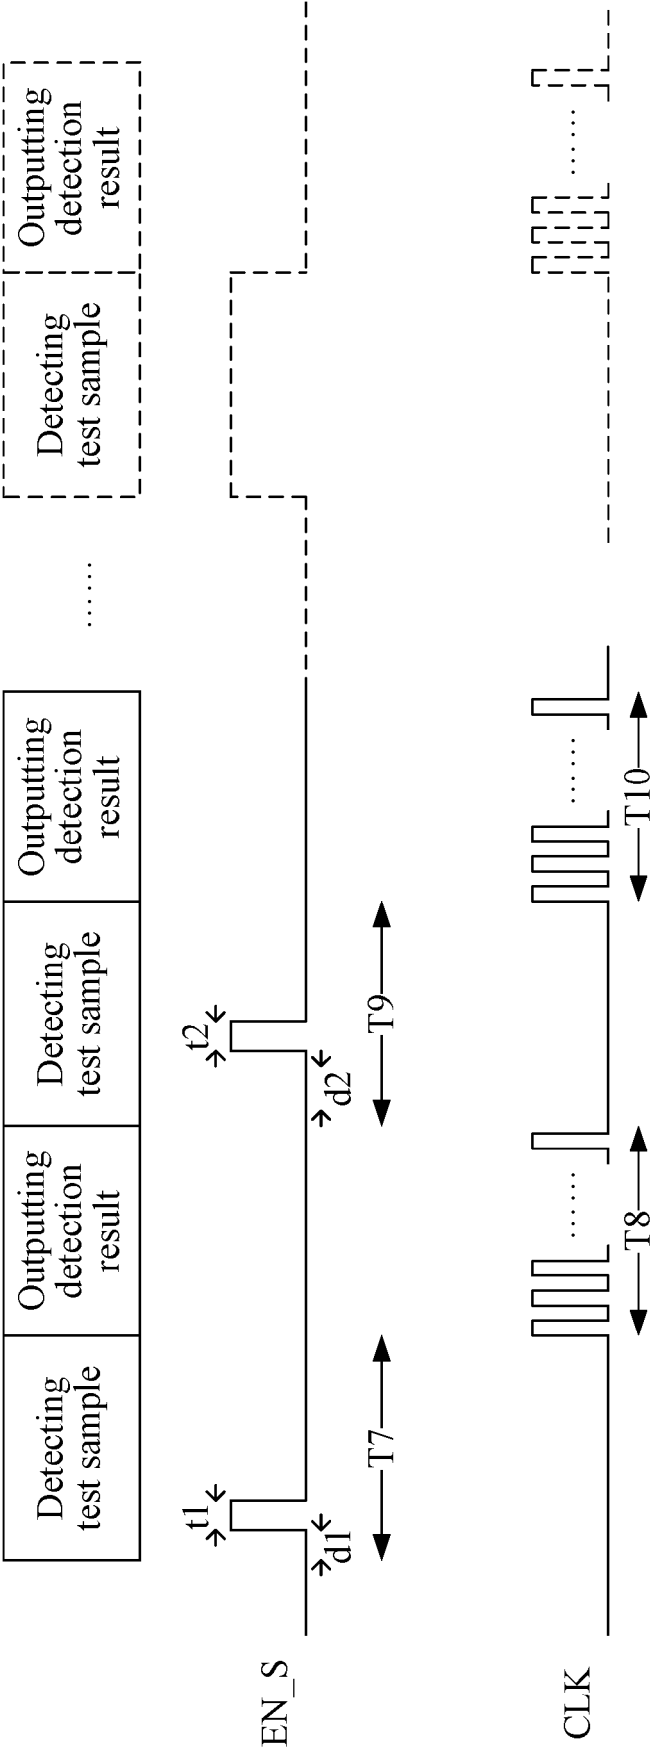 Detecting
test sample
Outputting
detection
result
Detecting
test sample
Outputting
detection
result
......
Detecting
test sample
Outputting
detection
result
EN_S
t1
d1
T7
t2
d2
T9
CLK
......
T8
......
T10
......